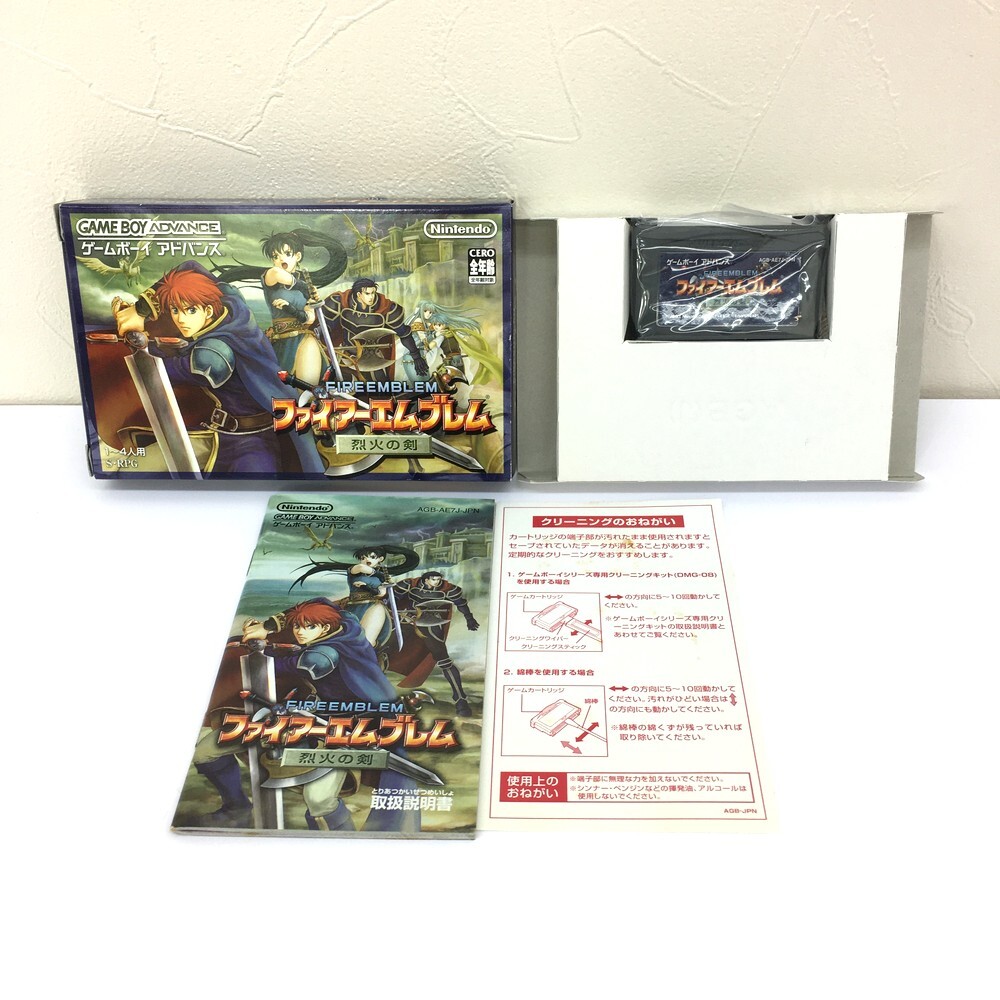 GAME BOY ADVANCE
ゲームボーイ アドバンス
Nintendo
CERO
全年齢
全年齢対象
FIREEMBLEM
ファイアーエムブレム
烈火の剣
1～4人用
S・RPG
ゲームボーイ アドバンス
AGB-AE7J-JPN
FIREEMBLEM
ファイアーエムブレム
Nintendo
GAME BOY ADVANCE
ゲームボーイ アドバンス
AGB-AE7J-JPN
FIREEMBLEM
ファイアーエムブレム
烈火の剣
とりあつかいせつめいしょ
取扱説明書
クリーニングのおねがい
カートリッジの端子部が汚れたまま使用されますと
セーブされていたデータが消えることがあります。
定期的なクリーニングをおすすめします。
1. ゲームボーイシリーズ専用クリーニングキット(DMG-08)
を使用する場合
ゲームカートリッジ
クリーニングワイパー
クリーニングスティック
の方向に5～10回動かして
ください。
※ゲームボーイシリーズ専用クリ
ーニングキットの取扱説明書と
あわせてご覧ください。
2. 綿棒を使用する場合
ゲームカートリッジ
綿棒
の方向に5～10回動かして
ください。汚れがひどい場合は
の方向にも動かしてください。
※綿棒の綿くずが残っていれば
取り除いてください。
使用上の
おねがい
※端子部に無理な力を加えないでください。
※シンナー・ベンジンなどの揮発油、アルコールは
使用しないでください。
AGB-JPN